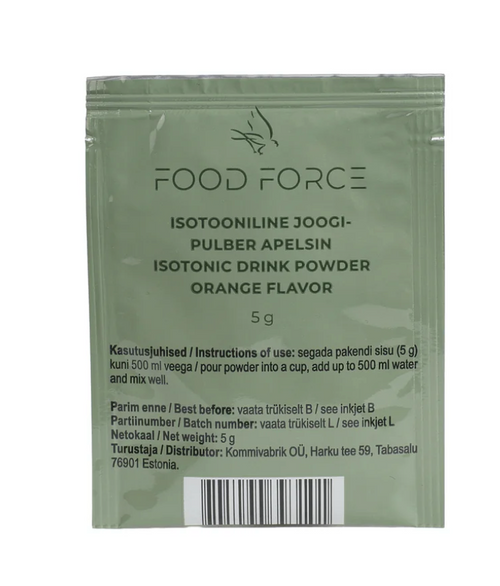 FOOD FORCE
ISOTOONILINE JOOGI-
PULBER APELSIN
ISOTONIC DRINK POWDER
ORANGE FLAVOR
5 g
Kasutusjuhised / Instructions of use: segada pakendi sisu (5 g)
kuni 500 ml veega / pour powder into a cup, add up to 500 ml water
and mix well.
Parim enne / Best before: vaata trükiselt B / see inkjet B
Partiinumber / Batch number: vaata trükiselt L / see inkjet L
Netokaal / Net weight: 5 g
Turustaja / Distributor: Kommivabrik OÜ, Harku tee 59, Tabasalu
76901 Estonia.